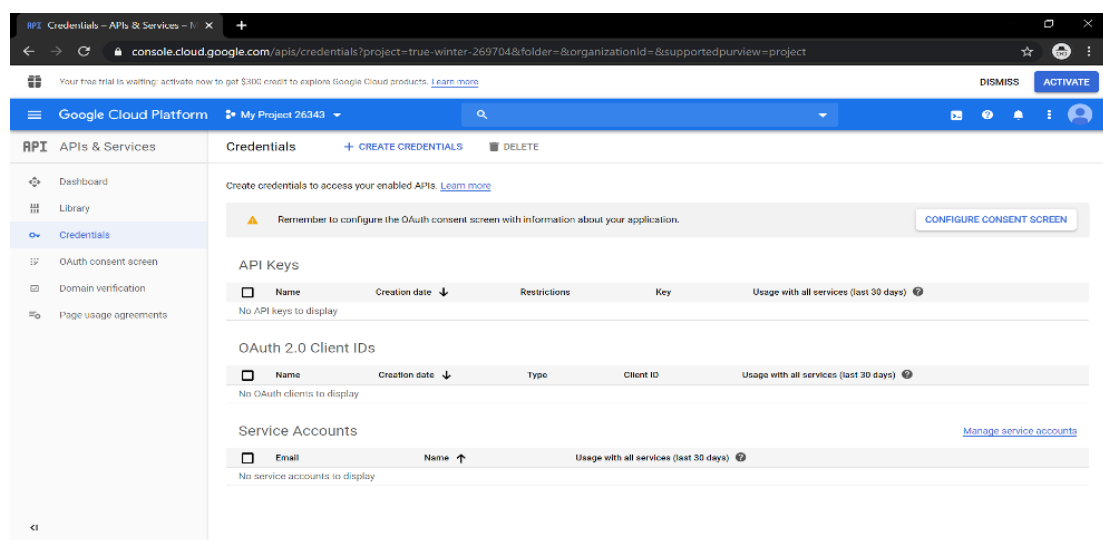 API Credentials – APIs & Services – M
console.cloud.google.com/apis/credentials?project=true-winter-269704&folder=&organizationId=&supportedpurview=project
Your free trial is waiting: activate now to get $300 credit to explore Google Cloud products. Learn more DISMISS ACTIVATE
Google Cloud Platform My Project 26343
API APIs & Services Credentials + CREATE CREDENTIALS DELETE
Dashboard
Library
Credentials
OAuth consent screen
Domain verification
Page usage agreements
Create credentials to access your enabled APIs. Learn more
Remember to configure the OAuth consent screen with information about your application. CONFIGURE CONSENT SCREEN
API Keys
Name Creation date Restrictions Key Usage with all services (last 30 days)
No API keys to display
OAuth 2.0 Client IDs
Name Creation date Type Client ID Usage with all services (last 30 days)
No OAuth clients to display
Service Accounts Manage service accounts
Email Name Usage with all services (last 30 days)
No service accounts to display